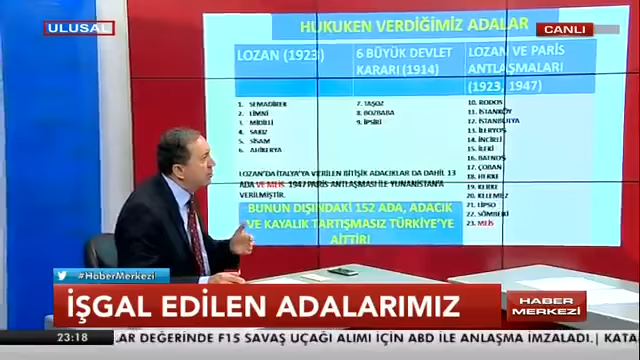 ULUSAL
CANLI
HUKUKEN VERDİĞİMİZ ADALAR
LOZAN (1923)
1. SEMADİREK
2. LİMNİ
3. MİDİLLİ
4. SAKIZ
5. SİSAM
6. AHİKERYA
6 BÜYÜK DEVLET
KARARI (1914)
7. TAŞOZ
8. BOZBABA
9. İPSİRİ
LOZAN VE PARİS
ANTLAŞMALARI
(1923, 1947)
10. RODOS
11. İSTANKÖY
12. İSTANBULYA
13. İLERYOS
14. İNCİRLİ
15. İLEKİ
16. BATNOS
17. ÇOBAN
18. HERKE
19. KERPE
20. KELEMEZ
21. LİPSO
22. SÖMBEKİ
23. MEİS
LOZAN'DA İTALYA'YA VERİLEN BİTİŞİK ADACIKLAR DA DAHİL 13
ADA VE MEİS 1947 PARİS ANTLAŞMASI İLE YUNANİSTAN'A
VERİLMİŞTİR.
BUNUN DIŞINDAKİ 152 ADA, ADACIK
VE KAYALIK TARTIŞMASIZ TÜRKİYE'YE
AİTTİR!
#HaberMerkezi
İŞGAL EDİLEN ADALARIMIZ
HABER
MERKEZİ
23:18
LAR DEĞERİNDE F15 SAVAŞ UÇAĞI ALIMI İÇİN ABD İLE ANLAŞMA İMZALADI | KATA